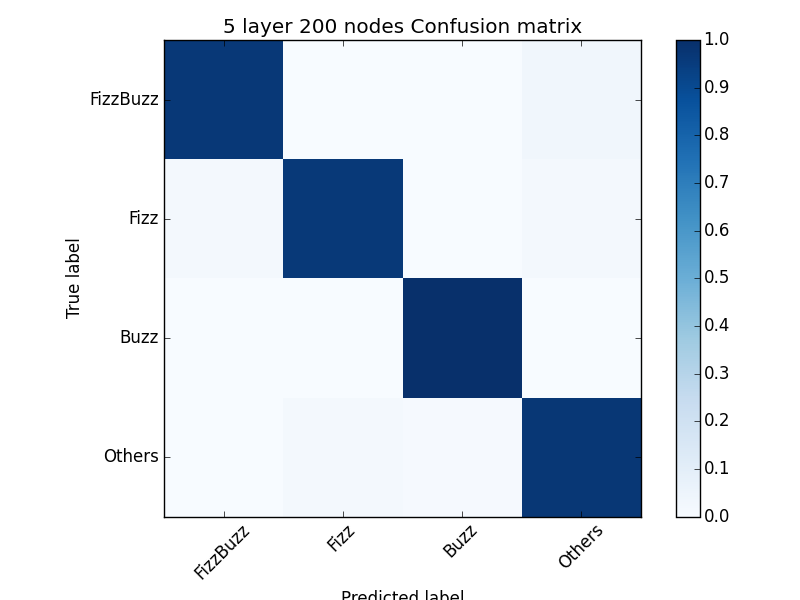 5 layer 200 nodes Confusion matrix
True label
FizzBuzz
Fizz
Buzz
Others
FizzBuzz
Fizz
Buzz
Others
Predicted label
1.0
0.9
0.8
0.7
0.6
0.5
0.4
0.3
0.2
0.1
0.0